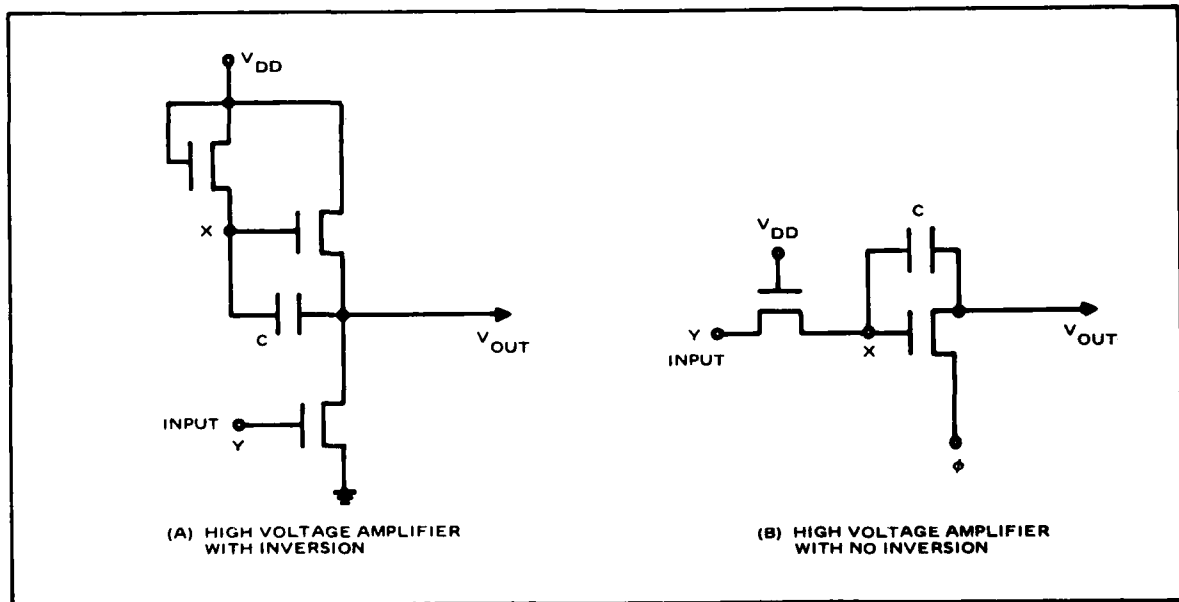 V DD
X
C
V OUT
INPUT
Y
(A) HIGH VOLTAGE AMPLIFIER
WITH INVERSION
C
V DD
Y
INPUT
X
V OUT
ϕ
(B) HIGH VOLTAGE AMPLIFIER
WITH NO INVERSION